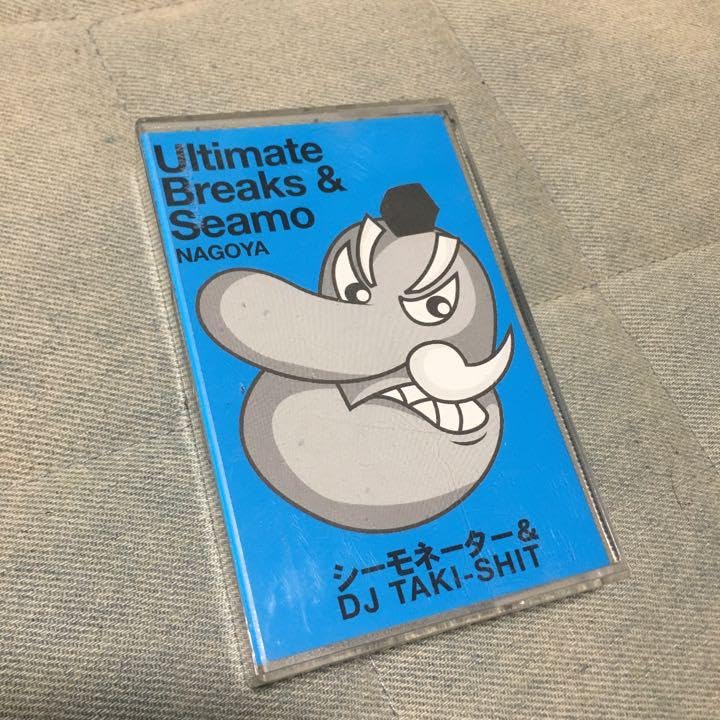 Ultimate
Breaks &
Seamo
NAGOYA
シーモネーター&
DJ TAKI-SHIT